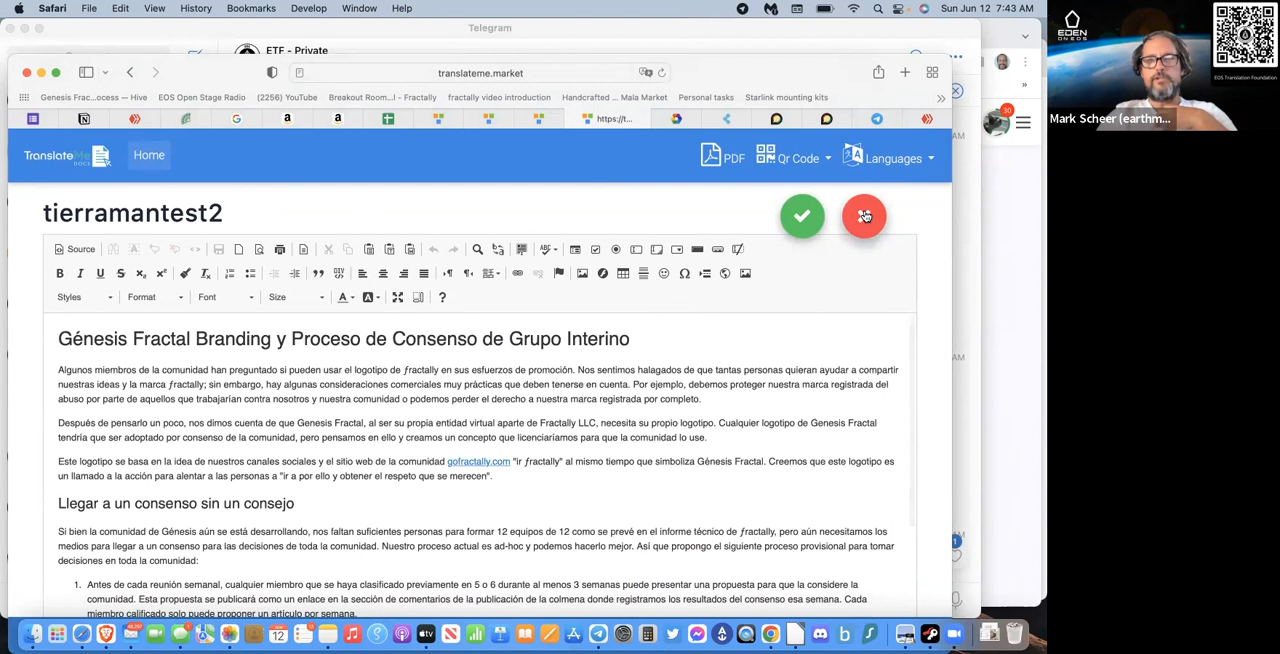 Safari File Edit View History Bookmarks Develop Window Help Sun Jun 12 7:43 AM
Telegram
ETF - Private
translateme.market
Genesis Frac...ocess — Hive EOS Open Stage Radio (2256) YouTube Breakout Room...l - Fractally fractally video introduction Handcrafted ... Mala Market Personal tasks Starlink mounting kits
https://t...
30
AM
TranslateMe DOCS Home PDF Qr Code Languages
tierramantest2
Source
Styles Format Font Size
Génesis Fractal Branding y Proceso de Consenso de Grupo Interino
Algunos miembros de la comunidad han preguntado si pueden usar el logotipo de ƒractally en sus esfuerzos de promoción. Nos sentimos halagados de que tantas personas quieran ayudar a compartir
nuestras ideas y la marca ƒractally; sin embargo, hay algunas consideraciones comerciales muy prácticas que deben tenerse en cuenta. Por ejemplo, debemos proteger nuestra marca registrada del
abuso por parte de aquellos que trabajarían contra nosotros y nuestra comunidad o podemos perder el derecho a nuestra marca registrada por completo.
Después de pensarlo un poco, nos dimos cuenta de que Genesis Fractal, al ser su propia entidad virtual aparte de Fractally LLC, necesita su propio logotipo. Cualquier logotipo de Genesis Fractal
tendría que ser adoptado por consenso de la comunidad, pero pensamos en ello y creamos un concepto que licenciaríamos para que la comunidad lo use.
Este logotipo se basa en la idea de nuestros canales sociales y el sitio web de la comunidad gofractally.com "ir ƒractally" al mismo tiempo que simboliza Génesis Fractal. Creemos que este logotipo es
un llamado a la acción para alentar a las personas a "ir a por ello y obtener el respeto que se merecen".
Llegar a un consenso sin un consejo
Si bien la comunidad de Génesis aún se está desarrollando, nos faltan suficientes personas para formar 12 equipos de 12 como se prevé en el informe técnico de ƒractally, pero aún necesitamos los
medios para llegar a un consenso para las decisiones de toda la comunidad. Nuestro proceso actual es ad-hoc y podemos hacerlo mejor. Así que propongo el siguiente proceso provisional para tomar
decisiones en toda la comunidad:
1. Antes de cada reunión semanal, cualquier miembro que se haya clasificado previamente en 5 o 6 durante al menos 3 semanas puede presentar una propuesta para que la considere la
comunidad. Esta propuesta se publicará como un enlace en la sección de comentarios de la publicación de la colmena donde registramos los resultados del consenso esa semana. Cada
miembro calificado solo puede proponer un artículo por semana.
AM
1
EDEN
ON EOS
EOS Translation Foundation
Mark Scheer (earthm...